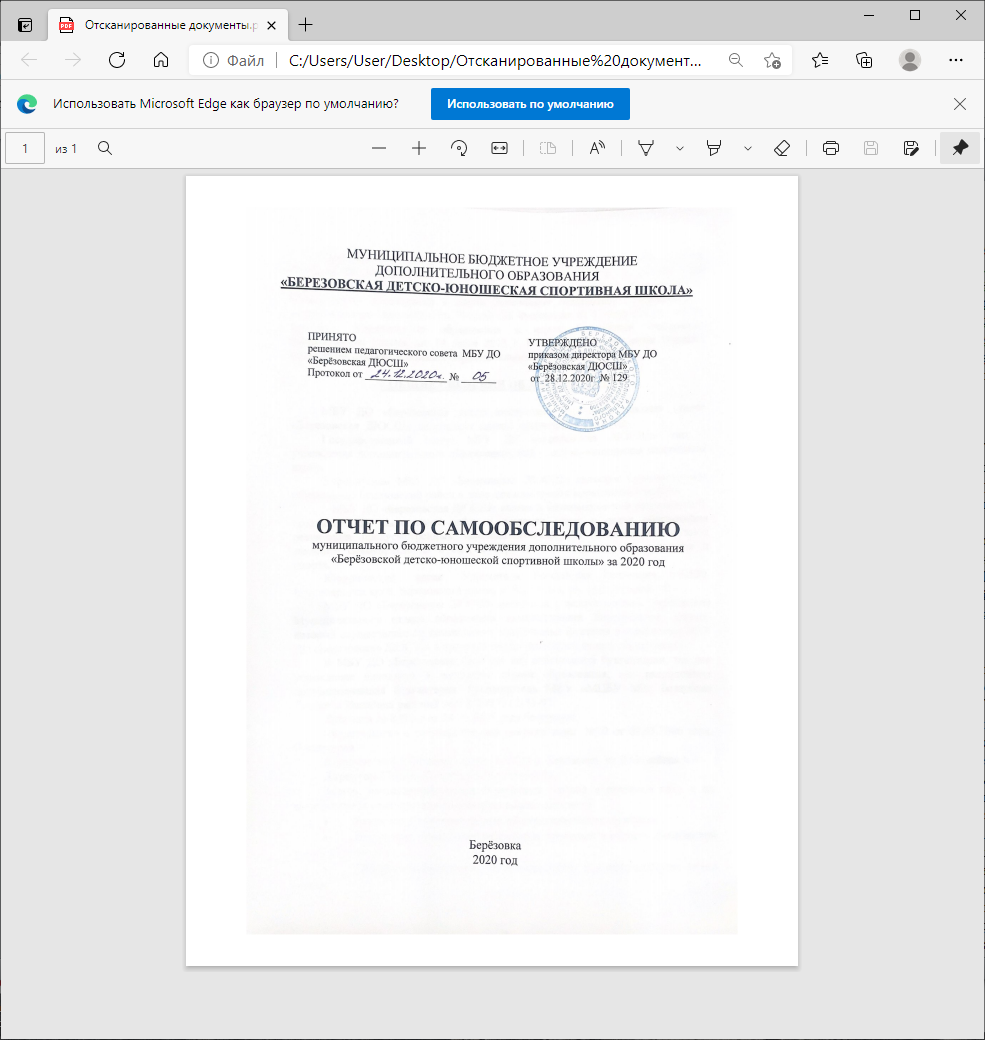 Отсканированные документы.p
Файл
C:/Users/User/Desktop/Отсканированные%20документ...
Использовать Microsoft Edge как браузер по умолчанию?
Использовать по умолчанию
1 из 1
МУНИЦИПАЛЬНОЕ БЮДЖЕТНОЕ УЧРЕЖДЕНИЕ
ДОПОЛНИТЕЛЬНОГО ОБРАЗОВАНИЯ
«БЕРЕЗОВСКАЯ ДЕТСКО-ЮНОШЕСКАЯ СПОРТИВНАЯ ШКОЛА»
ПРИНЯТО
решением педагогического совета МБУ ДО
«Берёзовская ДЮСШ»
Протокол от 24.12.2020г. № 05
УТВЕРЖДЕНО
приказом директора МБУ ДО
«Берёзовская ДЮСШ»
от 28.12.2020г .№ 129
ОТЧЕТ ПО САМООБСЛЕДОВАНИЮ
муниципального бюджетного учреждения дополнительного образования
«Берёзовской детско-юношеской спортивной школы» за 2020 год
Берёзовка
2020 год